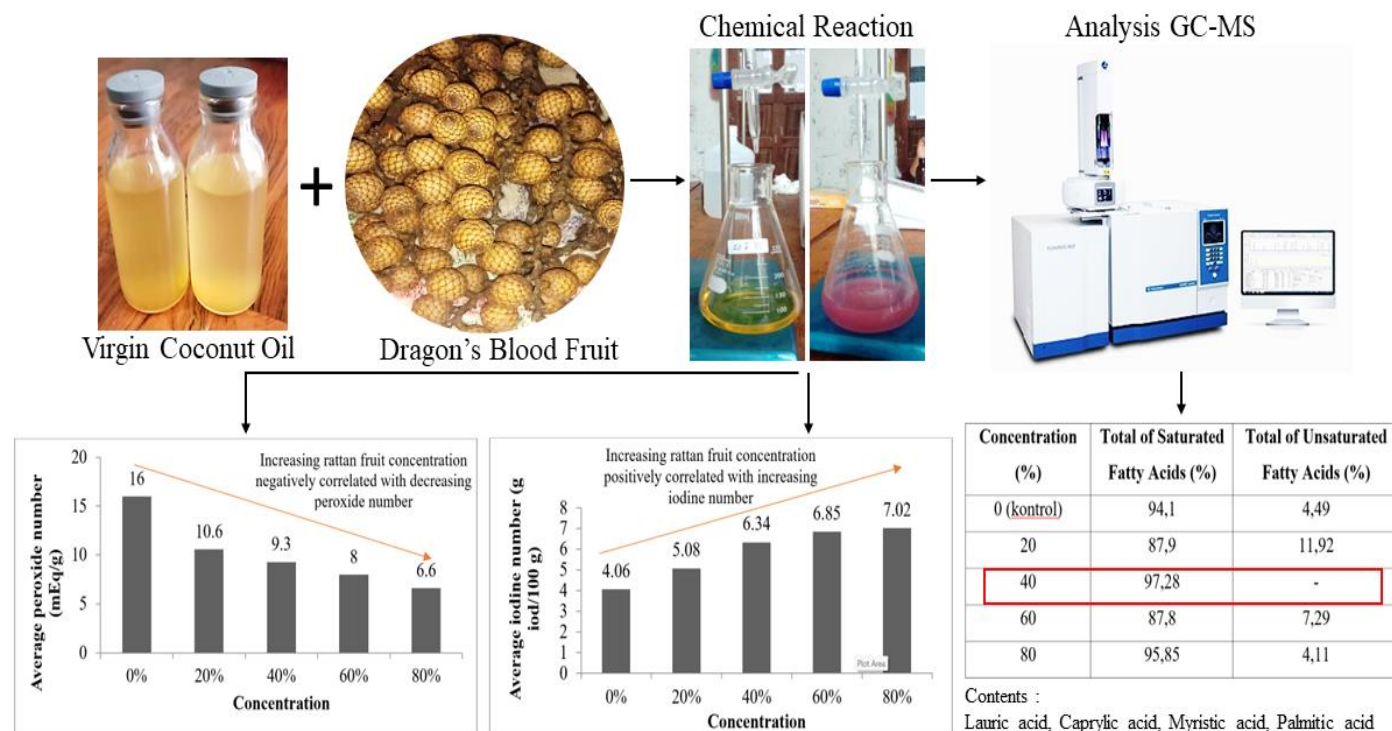 Chemical Reaction
Analysis GC-MS
+
Virgin Coconut Oil
Dragon's Blood Fruit
Average peroxide number
(mEq/g)
20
15
10
5
0
Increasing rattan fruit concentration
negatively correlated with decreasing
peroxide number
16
10.6
9.3
8
6.6
0%
20%
40%
60%
80%
Concentration
Average iodine number (g
iod/100 g)
8
7
6
5
4
3
2
1
0
Increasing rattan fruit concentration
positively correlated with increasing
iodine number
4.06
5.08
6.34
6.85
7.02
Plot Area
0%
20%
40%
60%
80%
Concentration
Concentration
(%)
Total of Saturated
Fatty Acids (%)
Total of Unsaturated
Fatty Acids (%)
0 (kontrol) 94,1 4,49
20 87,9 11,92
40 97,28 -
60 87,8 7,29
80 95,85 4,11
Contents :
Lauric acid, Caprylic acid, Myristic acid, Palmitic acid